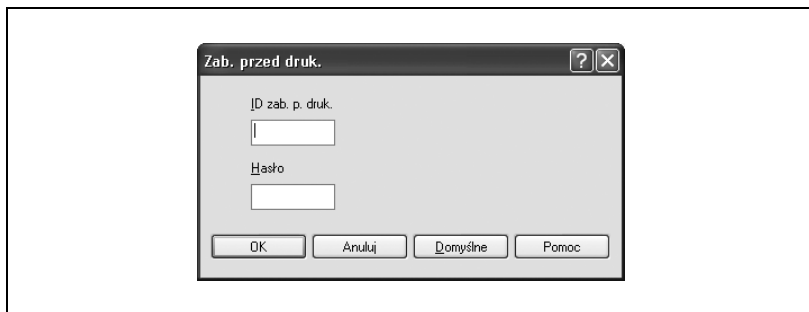 Zab. przed druk.
ID zab. p. druk.
Hasło
OK Anuluj Domyślne Pomoc